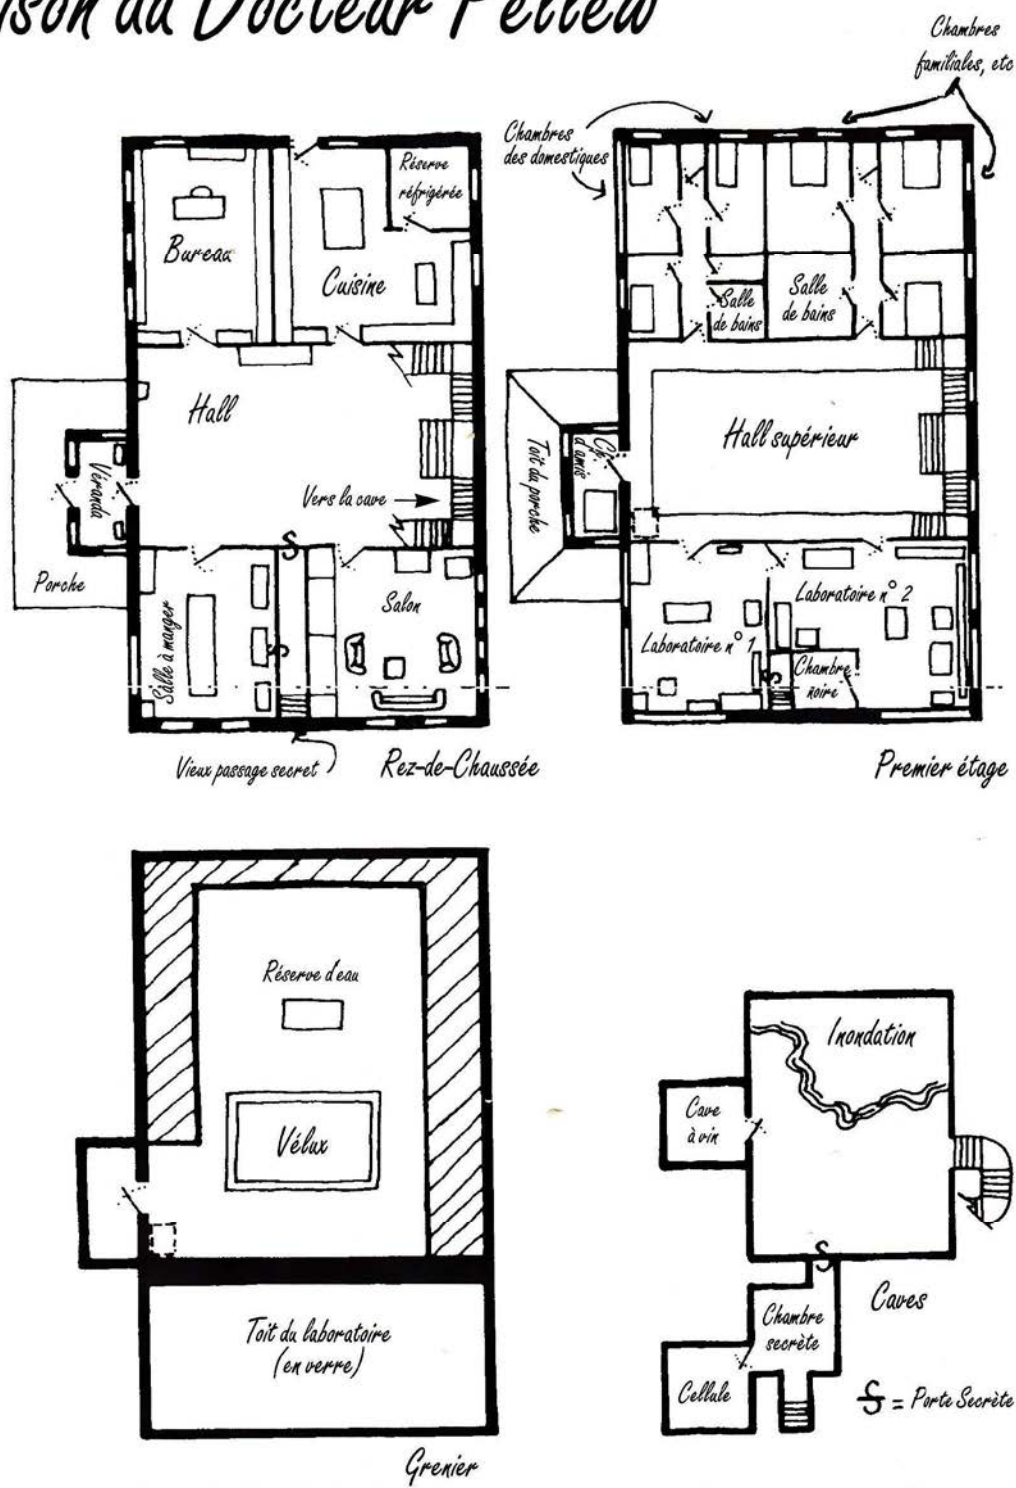 ison du Docteur Pellew
Chambres
familiales, etc
Chambres
des domestiques
Réserve
réfrigérée
Bureau
Cuisine
Hall
Véranda
Vers la cave
Porche
Salle à manger
Salon
S
S
Vieux passage secret
Rez-de-Chaussée
Salle
de bains
Salle
de bains
Hall supérieur
Ch.
d'amis
Toit du porche
Laboratoire n° 1
Laboratoire n° 2
Chambre
noire
S
Premier étage
Réserve d'eau
Vélux
Toit du laboratoire
(en verre)
Grenier
Inondation
Cave
à vin
S
Caves
Chambre
secrète
Cellule
S = Porte Secrète